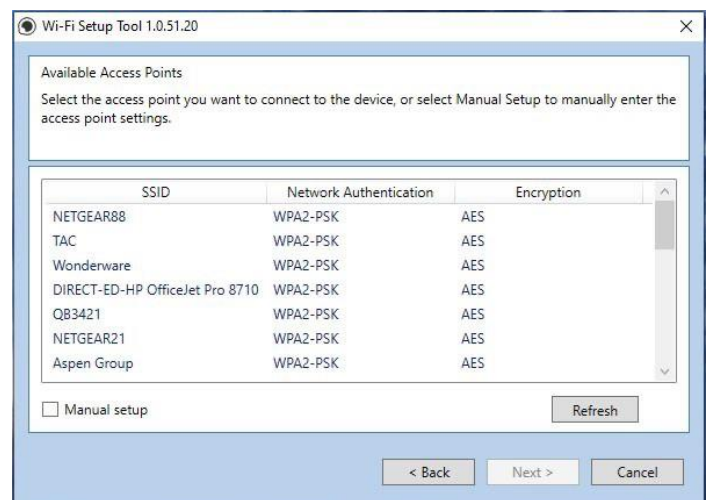 Wi-Fi Setup Tool 1.0.51.20
Available Access Points
Select the access point you want to connect to the device, or select Manual Setup to manually enter the
access point settings.
SSID Network Authentication Encryption
NETGEAR88 WPA2-PSK AES
TAC WPA2-PSK AES
Wonderware WPA2-PSK AES
DIRECT-ED-HP OfficeJet Pro 8710 WPA2-PSK AES
QB3421 WPA2-PSK AES
NETGEAR21 WPA2-PSK AES
Aspen Group WPA2-PSK AES
Manual setup Refresh
< Back Next > Cancel